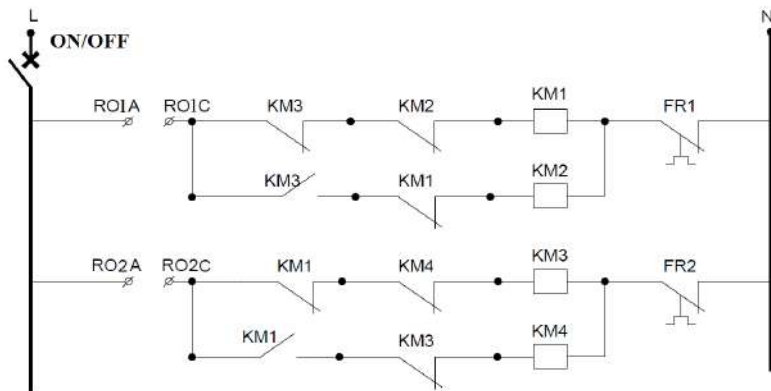 L
N
ON/OFF
RO1A RO1C KM3 KM2 KM1 FR1
KM3 KM1 KM2
RO2A RO2C KM1 KM4 KM3 FR2
KM1 KM3 KM4